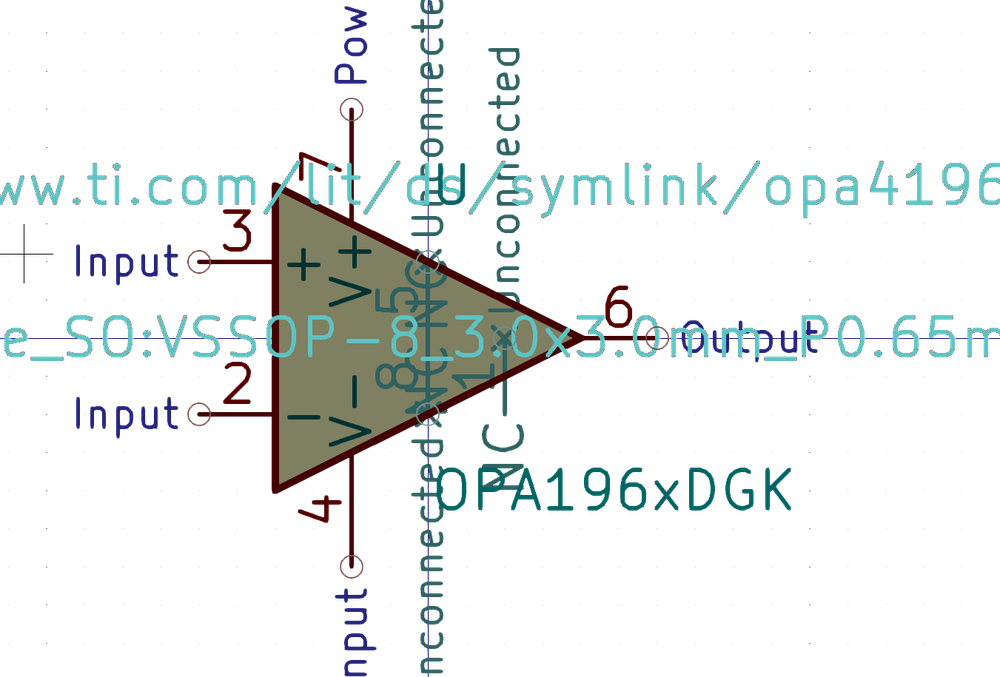 Pow
Unconnecte
Unconnected
7
ww.ti.com/lit/ds/symlink/opa4196
U
3
Input
+
V+
5
NC
6
e_SO:VSSOP-8_3.0x3.0mm_P0.65m
Output
8
NC
1
NC
2
Input
-
V-
OPA196xDGK
4
nput
nconnected